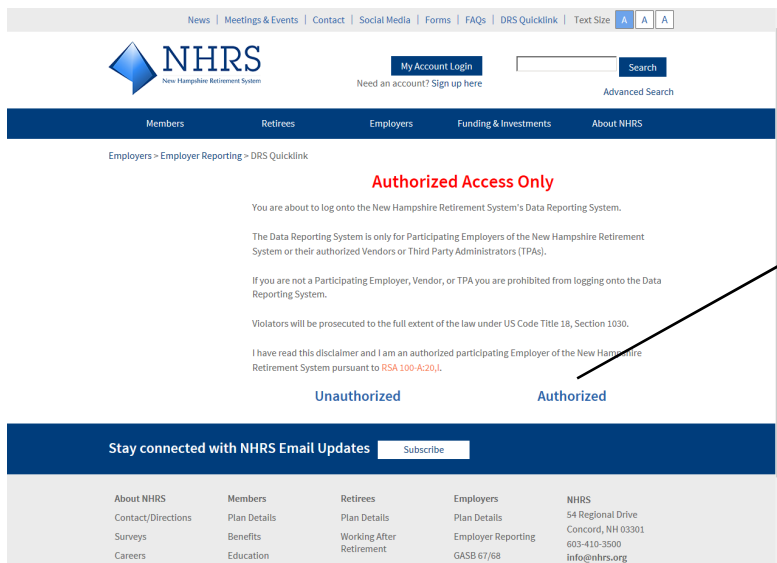 News | Meetings & Events | Contact | Social Media | Forms | FAQs | DRS Quicklink | Text Size A A A
NHRS
New Hampshire Retirement System
My Account Login
Search
Need an account? Sign up here
Advanced Search
Members Retirees Employers Funding & Investments About NHRS
Employers > Employer Reporting > DRS Quicklink
Authorized Access Only
You are about to log onto the New Hampshire Retirement System's Data Reporting System.
The Data Reporting System is only for Participating Employers of the New Hampshire Retirement
System or their authorized Vendors or Third Party Administrators (TPAs).
If you are not a Participating Employer, Vendor, or TPA you are prohibited from logging onto the Data
Reporting System.
Violators will be prosecuted to the full extent of the law under US Code Title 18, Section 1030.
I have read this disclaimer and I am an authorized participating Employer of the New Hampshire
Retirement System pursuant to RSA 100-A:20,I.
Unauthorized Authorized
Stay connected with NHRS Email Updates Subscribe
About NHRS
Contact/Directions
Surveys
Careers
Members
Plan Details
Benefits
Education
Retirees
Plan Details
Working After
Retirement
Employers
Plan Details
Employer Reporting
GASB 67/68
NHRS
54 Regional Drive
Concord, NH 03301
603-410-3500
info@nhrs.org